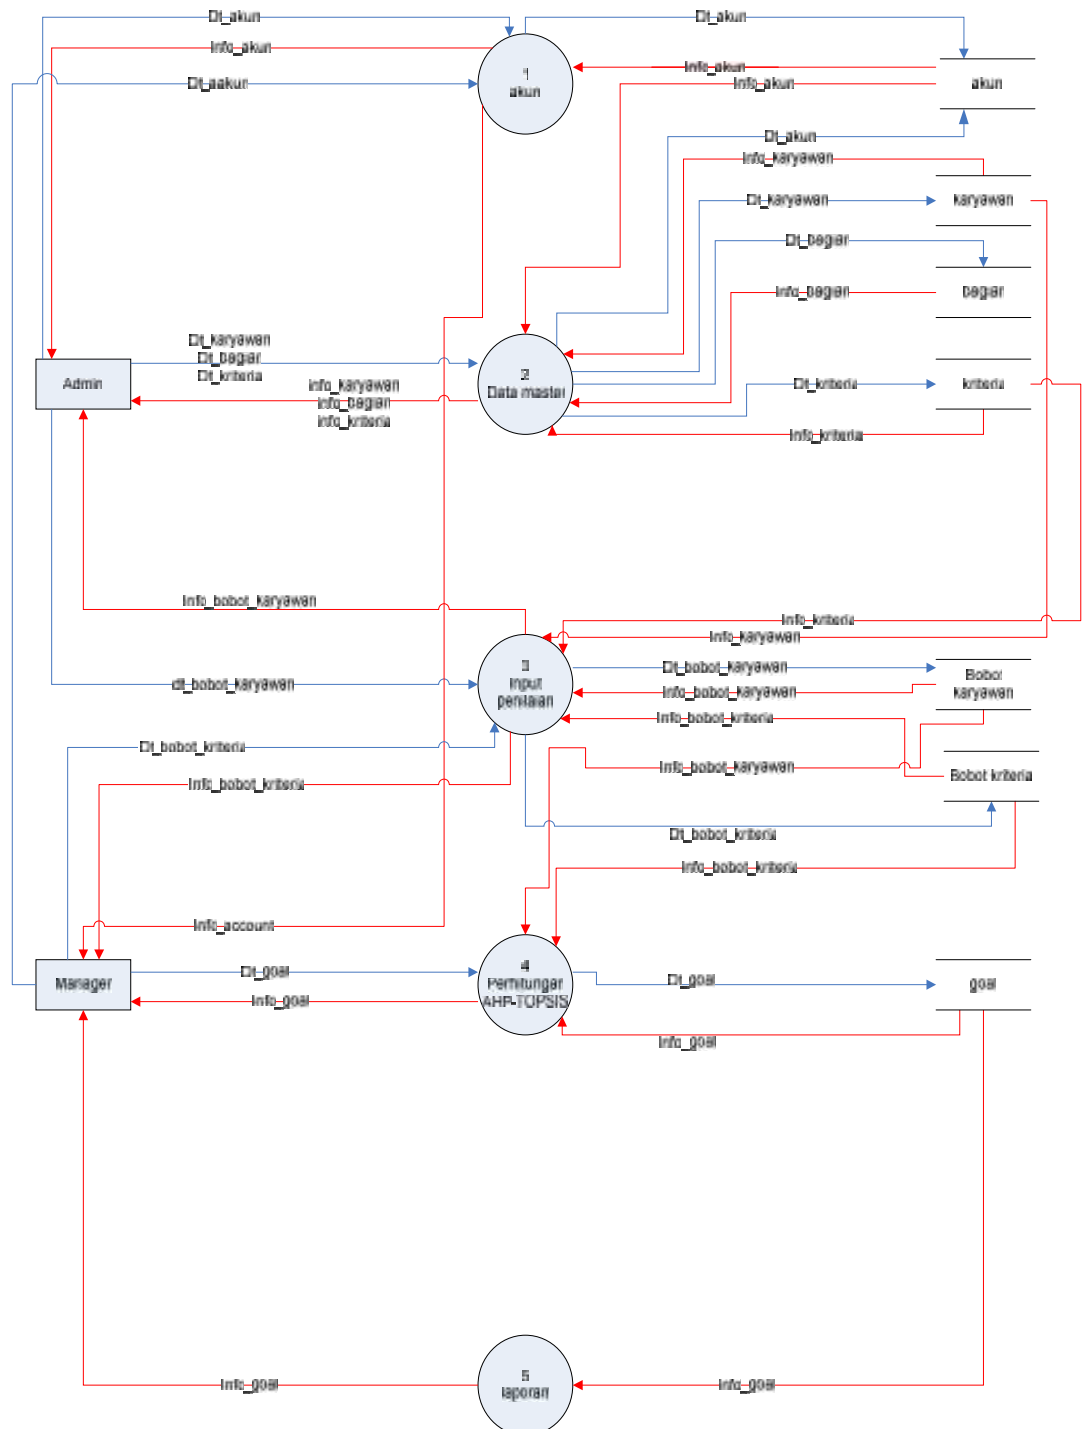 Dt_akun
Dt_akun
Info_akun
Info_akun
Dt_aakun
Info_akun
1
akun
akun
Dt_akun
Info_karyawan
Dt_karyawan
karyawan
Dt_bagian
Info_bagian
bagian
Dt_karyawan
Dt_bagian
Dt_kriteria
Admin
info_karyawan
info_bagian
info_kriteria
2
Data master
Dt_kriteria
kriteria
Info_kriteria
Info_bobot_karyawan
Info_kriteria
Info_karyawan
dt_bobot_karyawan
3
Input
penilaian
Dt_bobot_karyawan
Info_bobot_karyawan
Bobot
karyawan
Info_bobot_kriteria
Dt_bobot_kriteria
Info_bobot_karyawan
Bobot kriteria
Info_bobot_kriteria
Dt_bobot_kriteria
Info_bobot_kriteria
Info_account
Manager
Dt_goal
Info_goal
4
Perhitungan
AHP-TOPSIS
Dt_goal
goal
Info_goal
Info_goal
5
laporan
Info_goal